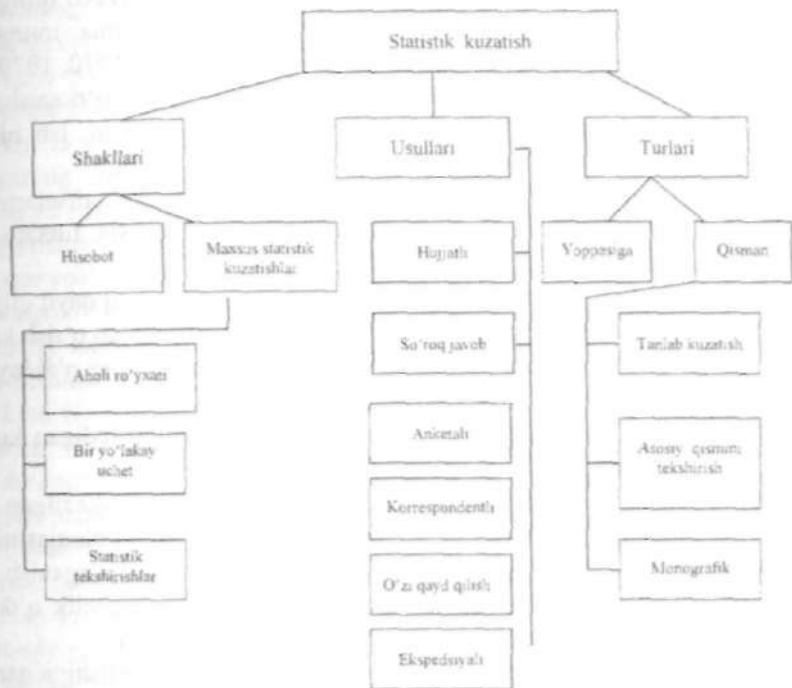 Statistik kuzatish
Shakllari
Usullari
Turlari
Hisobot
Maxsus statistik
kuzatishlar
Hujjatli
Yoppasiga
Qisman
So'roq javob
Tanlab kuzatish
Aholi ro'yxati
Anketali
Asosiy qismini
tekshirish
Bir yo'lakay
uchet
Korrespondentli
Statistik
tekshirishlar
O'zi qayd qilish
Monografik
Ekspedsiyali